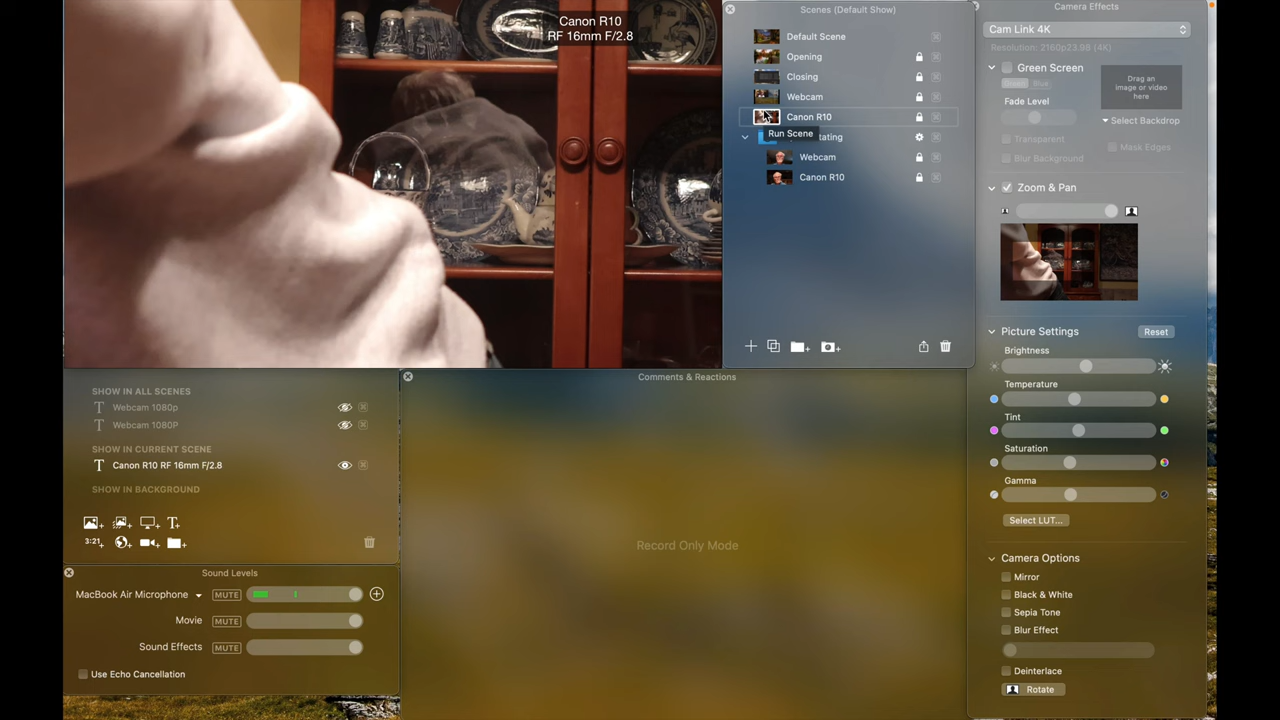 Canon R10
RF 16mm F/2.8
Scenes (Default Show)
Default Scene
Opening
Closing
Webcam
Canon R10
Run Scene
ating
Webcam
Canon R10
Camera Effects
Cam Link 4K
Resolution: 2160p23.98 (4K)
Green Screen
Green Blue
Fade Level
Drag an
image or video
here
Select Backdrop
Transparent
Mask Edges
Blur Background
Zoom & Pan
Picture Settings
Reset
Brightness
Temperature
Tint
Saturation
Gamma
Select LUT...
Camera Options
Mirror
Black & White
Sepia Tone
Blur Effect
Deinterlace
Rotate
SHOW IN ALL SCENES
T Webcam 1080p
T Webcam 1080P
SHOW IN CURRENT SCENE
T Canon R10 RF 16mm F/2.8
SHOW IN BACKGROUND
T+
3:21+
Comments & Reactions
Record Only Mode
Sound Levels
MacBook Air Microphone
MUTE
Movie
MUTE
Sound Effects
MUTE
Use Echo Cancellation